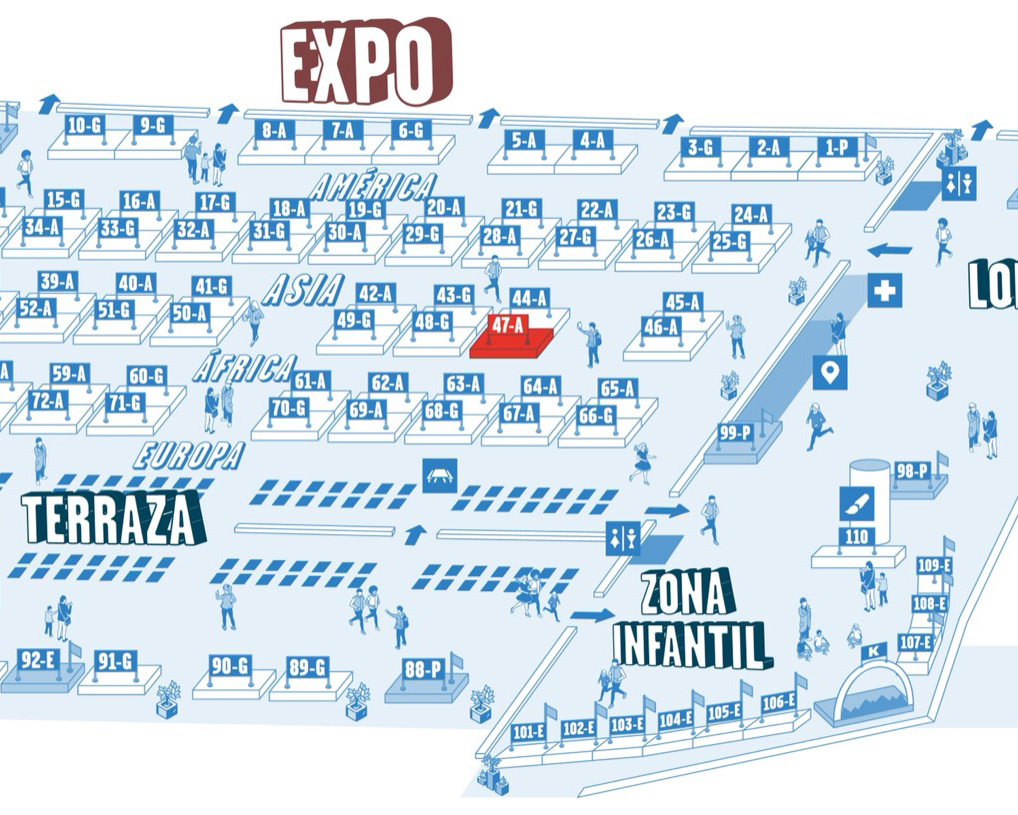 EXPO
10-G 9-G 8-A 7-A 6-G 5-A 4-A 3-G 2-A 1-P
AMÉRICA
15-G 16-A 17-G 18-A 19-G 20-A 21-G 22-A 23-G 24-A
34-A 33-G 32-A 31-G 30-A 29-G 28-A 27-G 26-A 25-G
LO
ASIA
39-A 40-A 41-G 42-A 43-G 44-A 45-A
52-A 51-G 50-A 49-G 48-G 47-A 46-A
ÁFRICA
59-A 60-G 61-A 62-A 63-A 64-A 65-A
A 72-A 71-G 70-G 69-A 68-G 67-A 66-G
99-P
EUROPA
98-P
TERRAZA
110
109-E
ZONA
INFANTIL
108-E
107-E
K
92-E 91-G 90-G 89-G 88-P
101-E 102-E 103-E 104-E 105-E 106-E